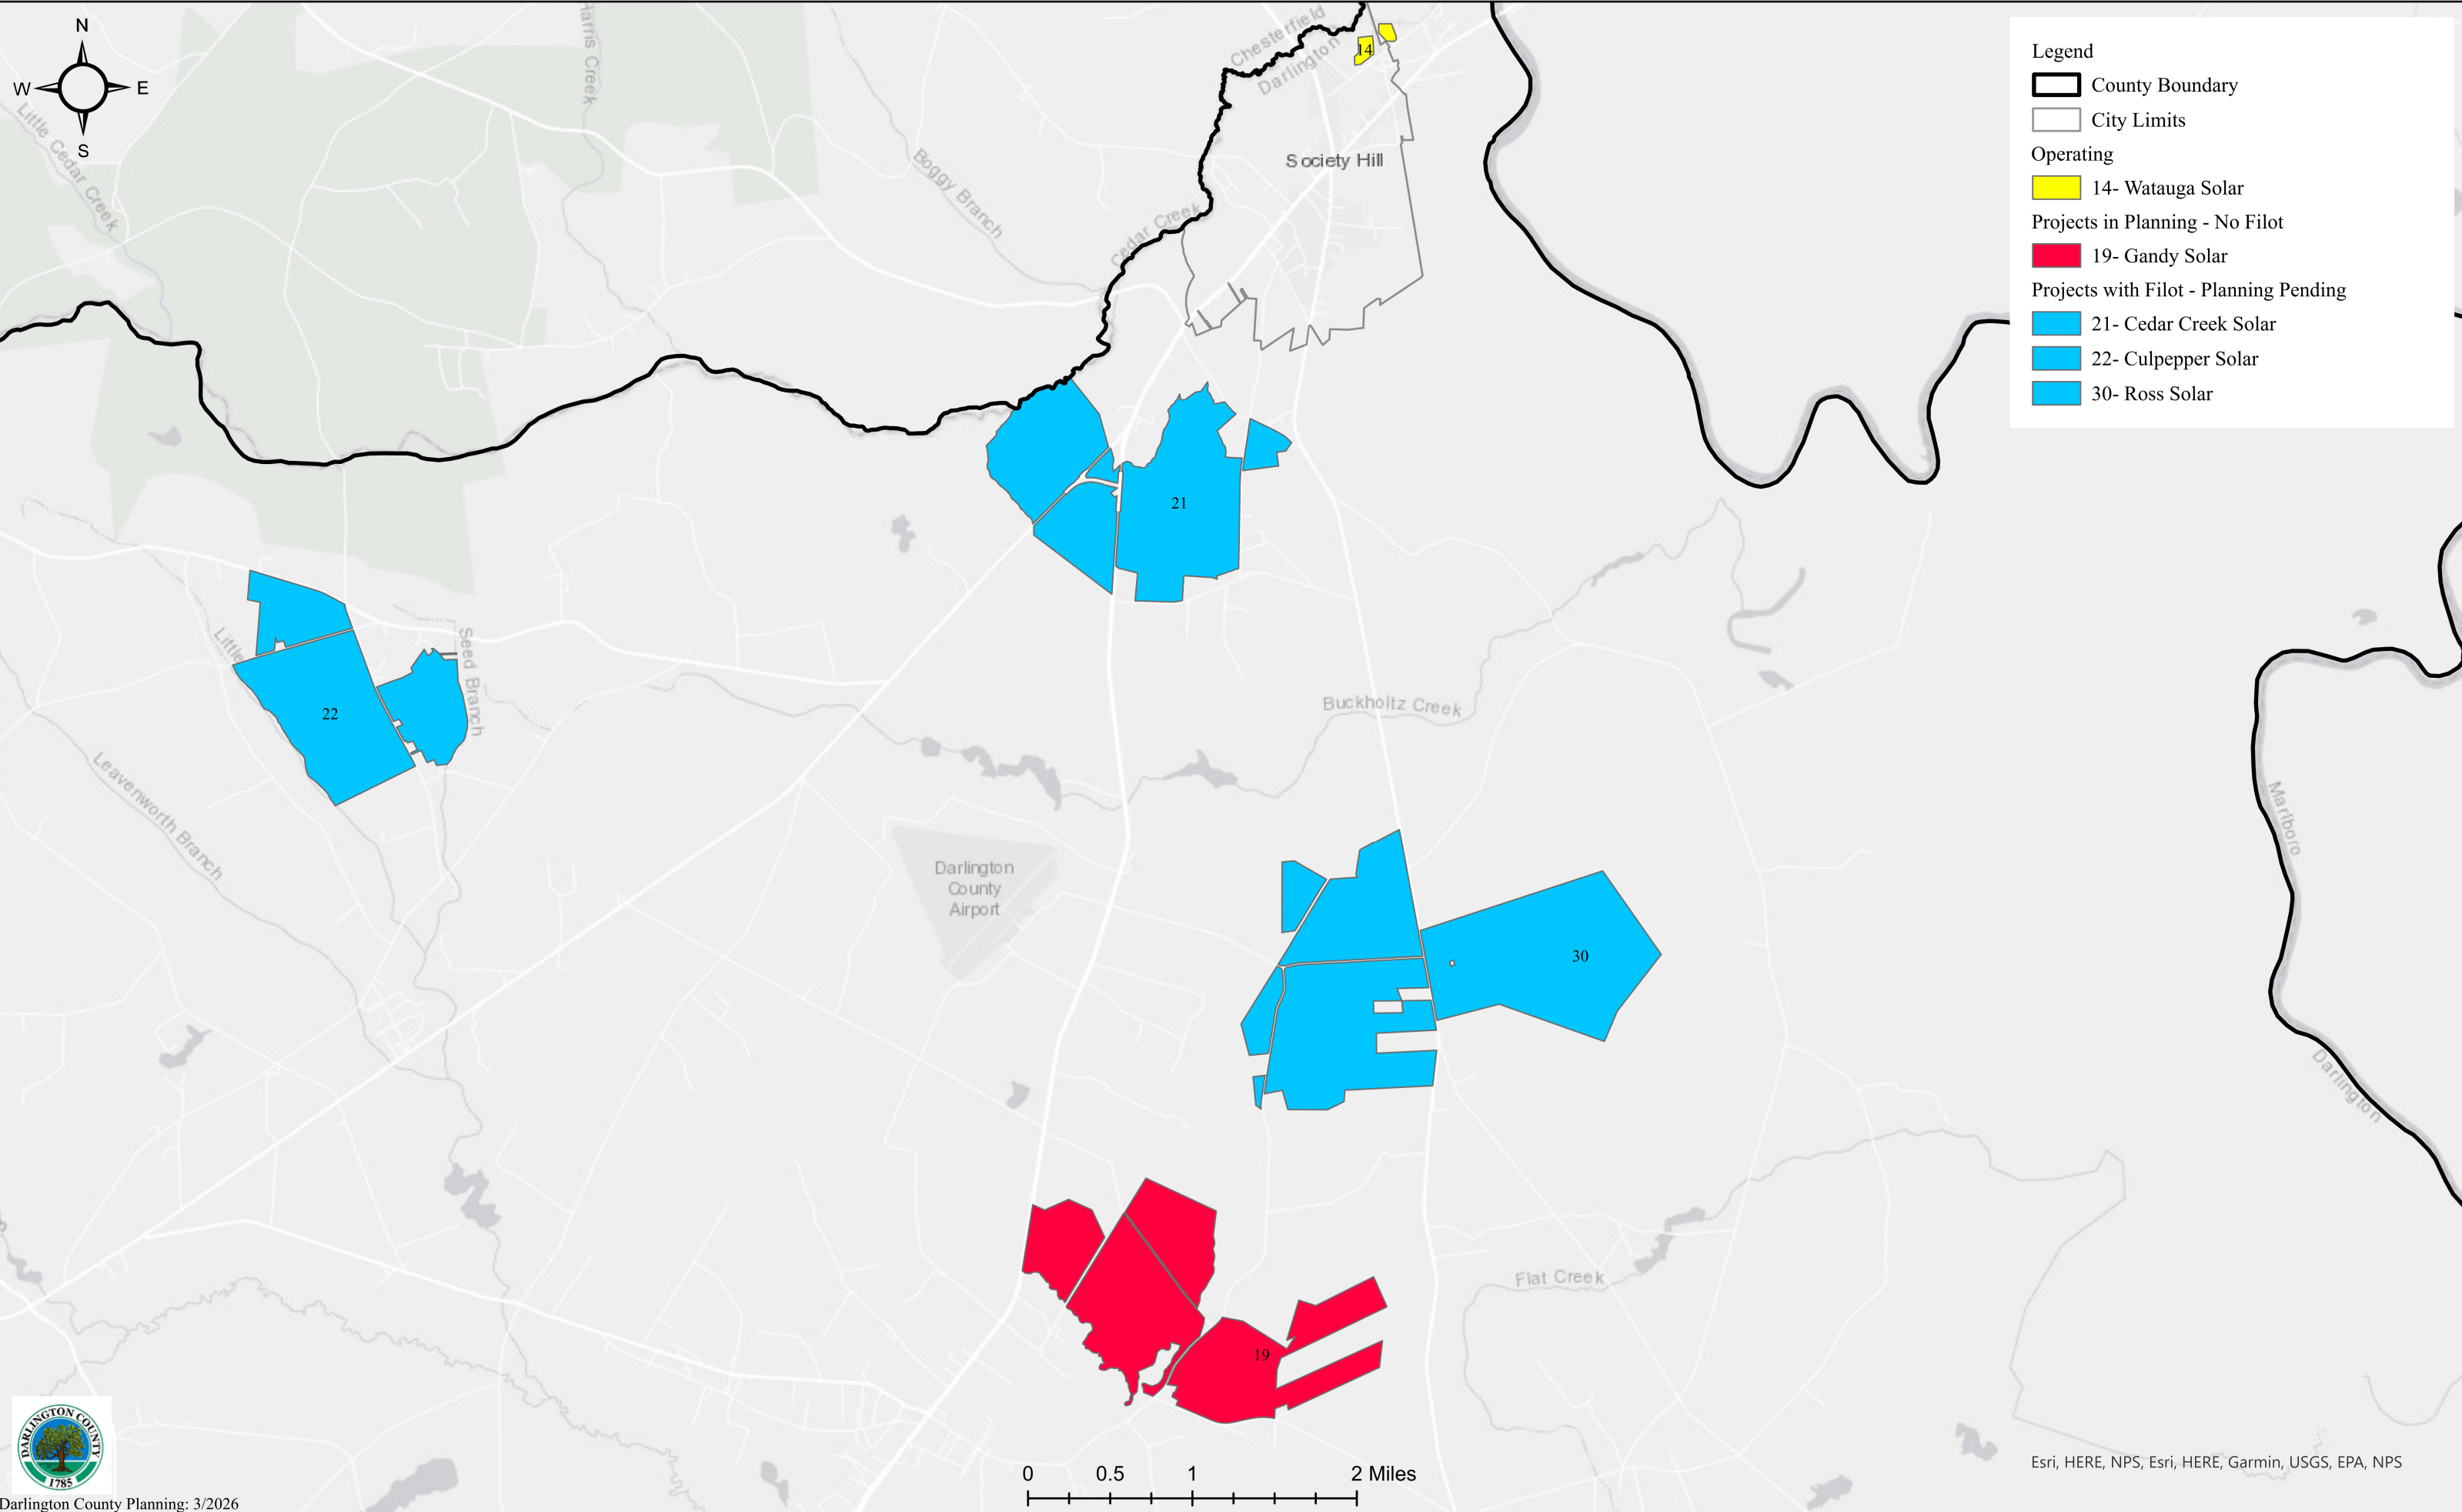 N
W E
S
Little Cedar Creek
Harris Creek
Boggy Branch
Cedar Creek
Chesterfield
Darlington
14
Society Hill
Legend
County Boundary
City Limits
Operating
14- Watauga Solar
Projects in Planning - No Filot
19- Gandy Solar
Projects with Filot - Planning Pending
21- Cedar Creek Solar
22- Culpepper Solar
30- Ross Solar
21
Little
Seed Branch
22
Leavenworth Branch
Buckholtz Creek
Marlboro
Darlington
Darlington
County
Airport
30
Flat Creek
19
DARLINGTON COUNTY
1785
Darlington County Planning: 3/2026
0 0.5 1 2 Miles
Esri, HERE, NPS, Esri, HERE, Garmin, USGS, EPA, NPS